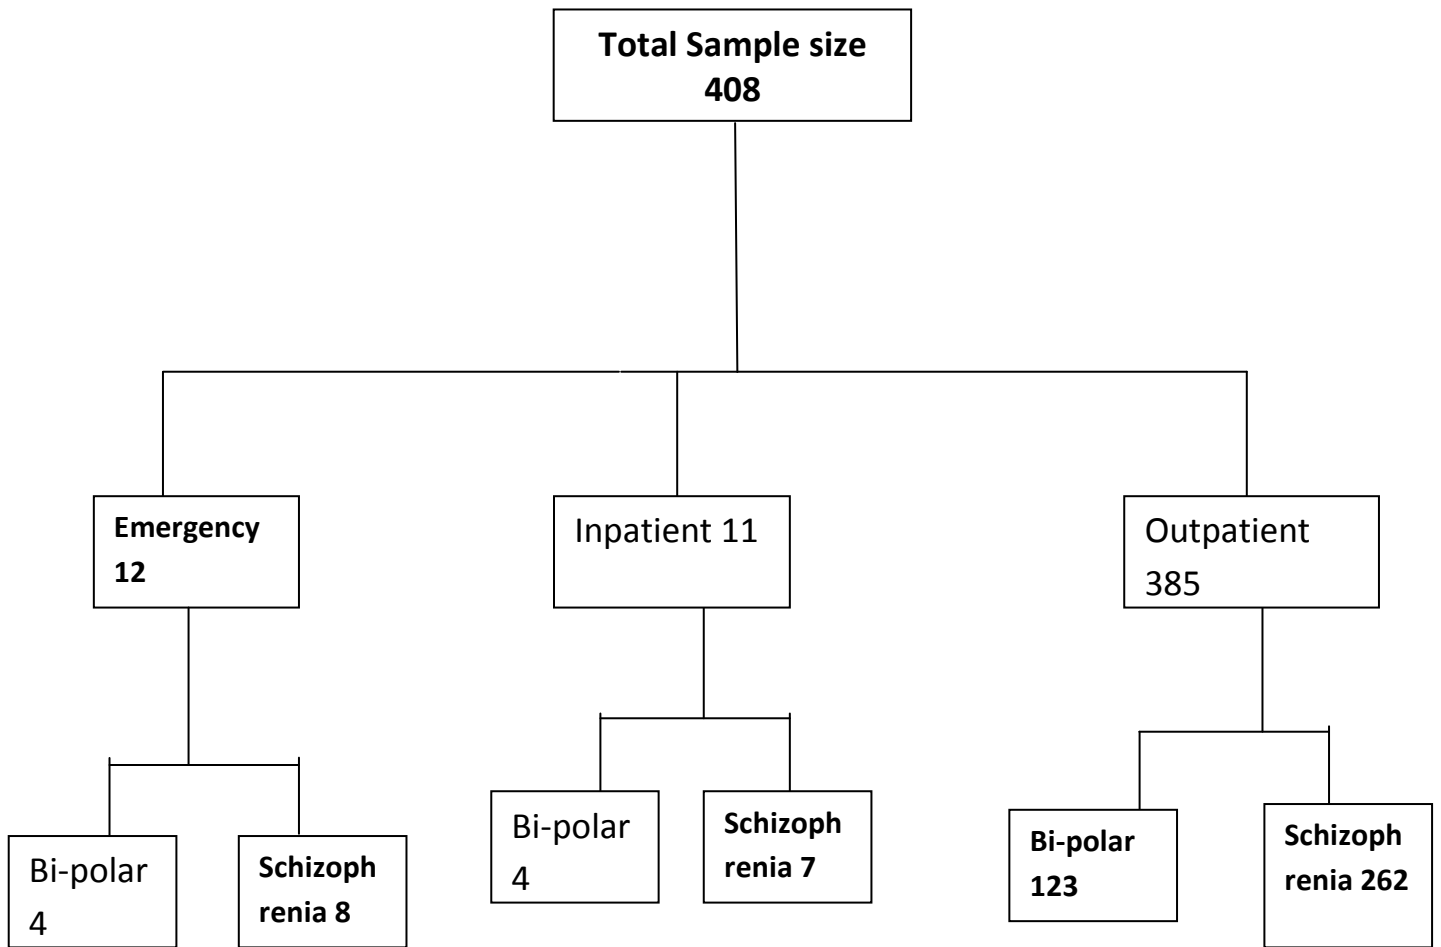 Total Sample size
408
Emergency
12
Inpatient 11
Outpatient
385
Bi-polar
4
Schizoph
renia 8
Bi-polar
4
Schizoph
renia 7
Bi-polar
123
Schizoph
renia 262